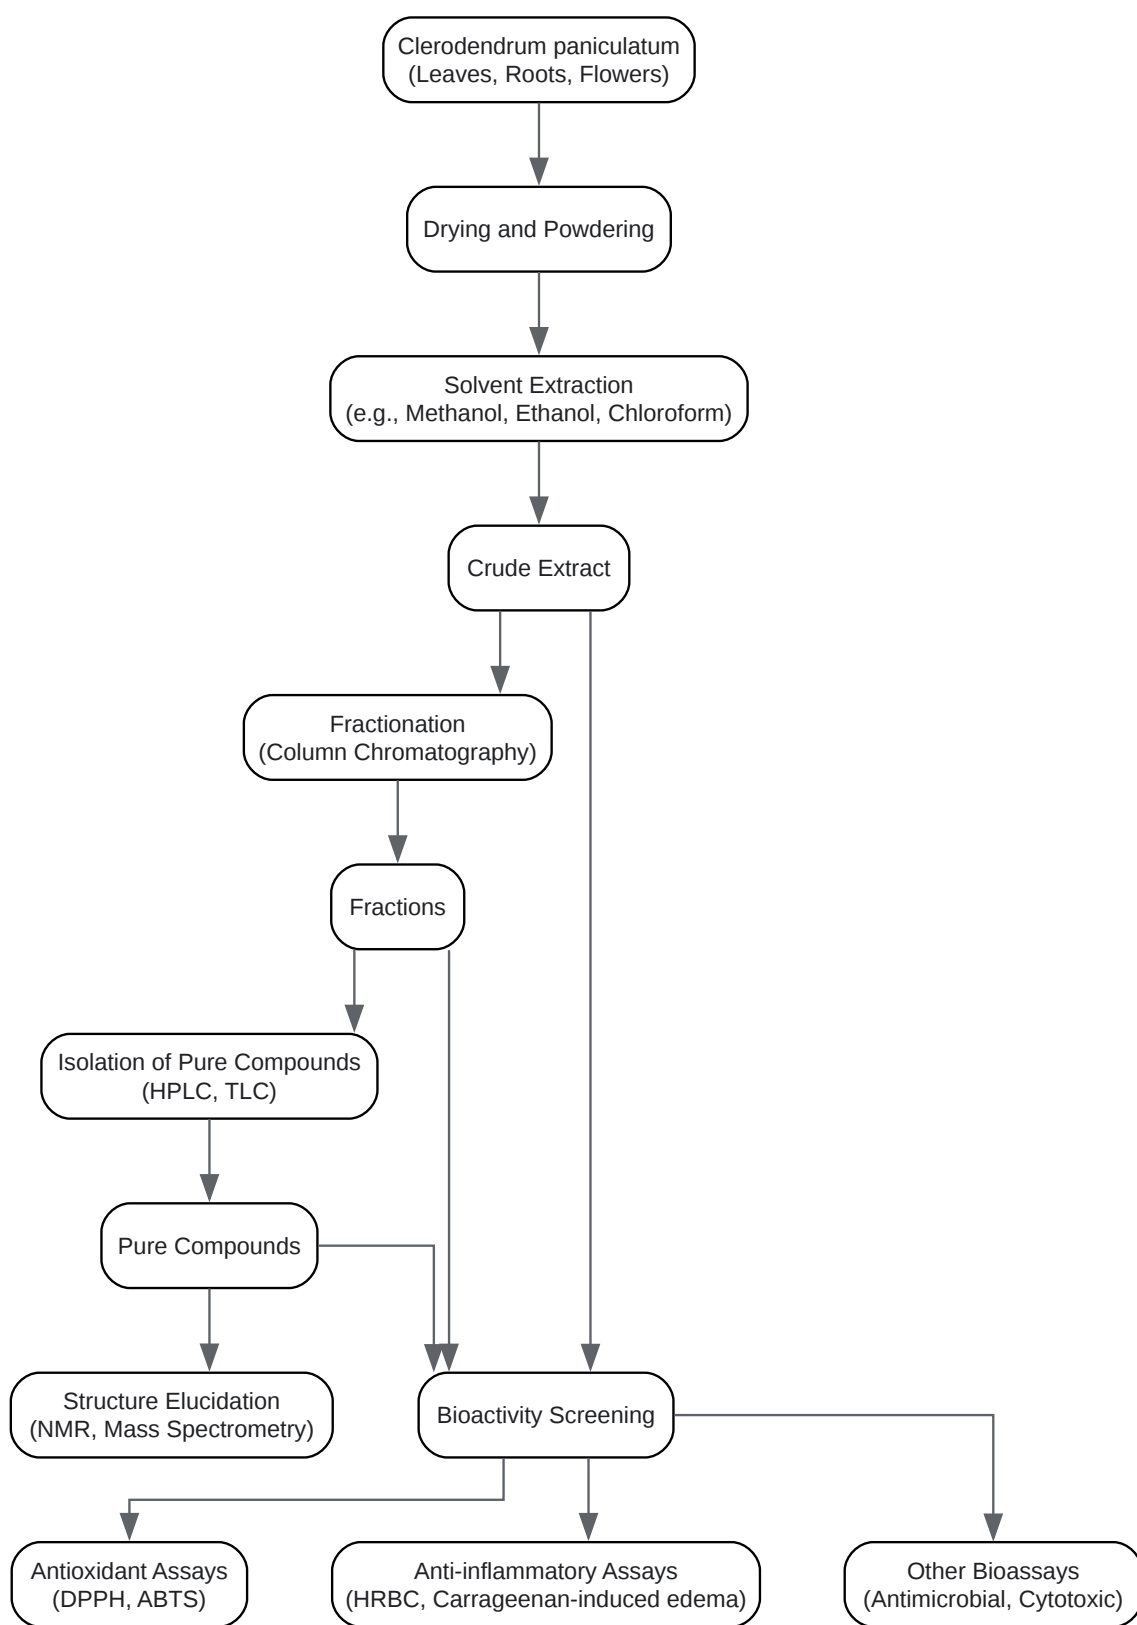 Clerodendrum paniculatum
(Leaves, Roots, Flowers)
Drying and Powdering
Solvent Extraction
(e.g., Methanol, Ethanol, Chloroform)
Crude Extract
Fractionation
(Column Chromatography)
Fractions
Isolation of Pure Compounds
(HPLC, TLC)
Pure Compounds
Structure Elucidation
(NMR, Mass Spectrometry)
Bioactivity Screening
Antioxidant Assays
(DPPH, ABTS)
Anti-inflammatory Assays
(HRBC, Carrageenan-induced edema)
Other Bioassays
(Antimicrobial, Cytotoxic)